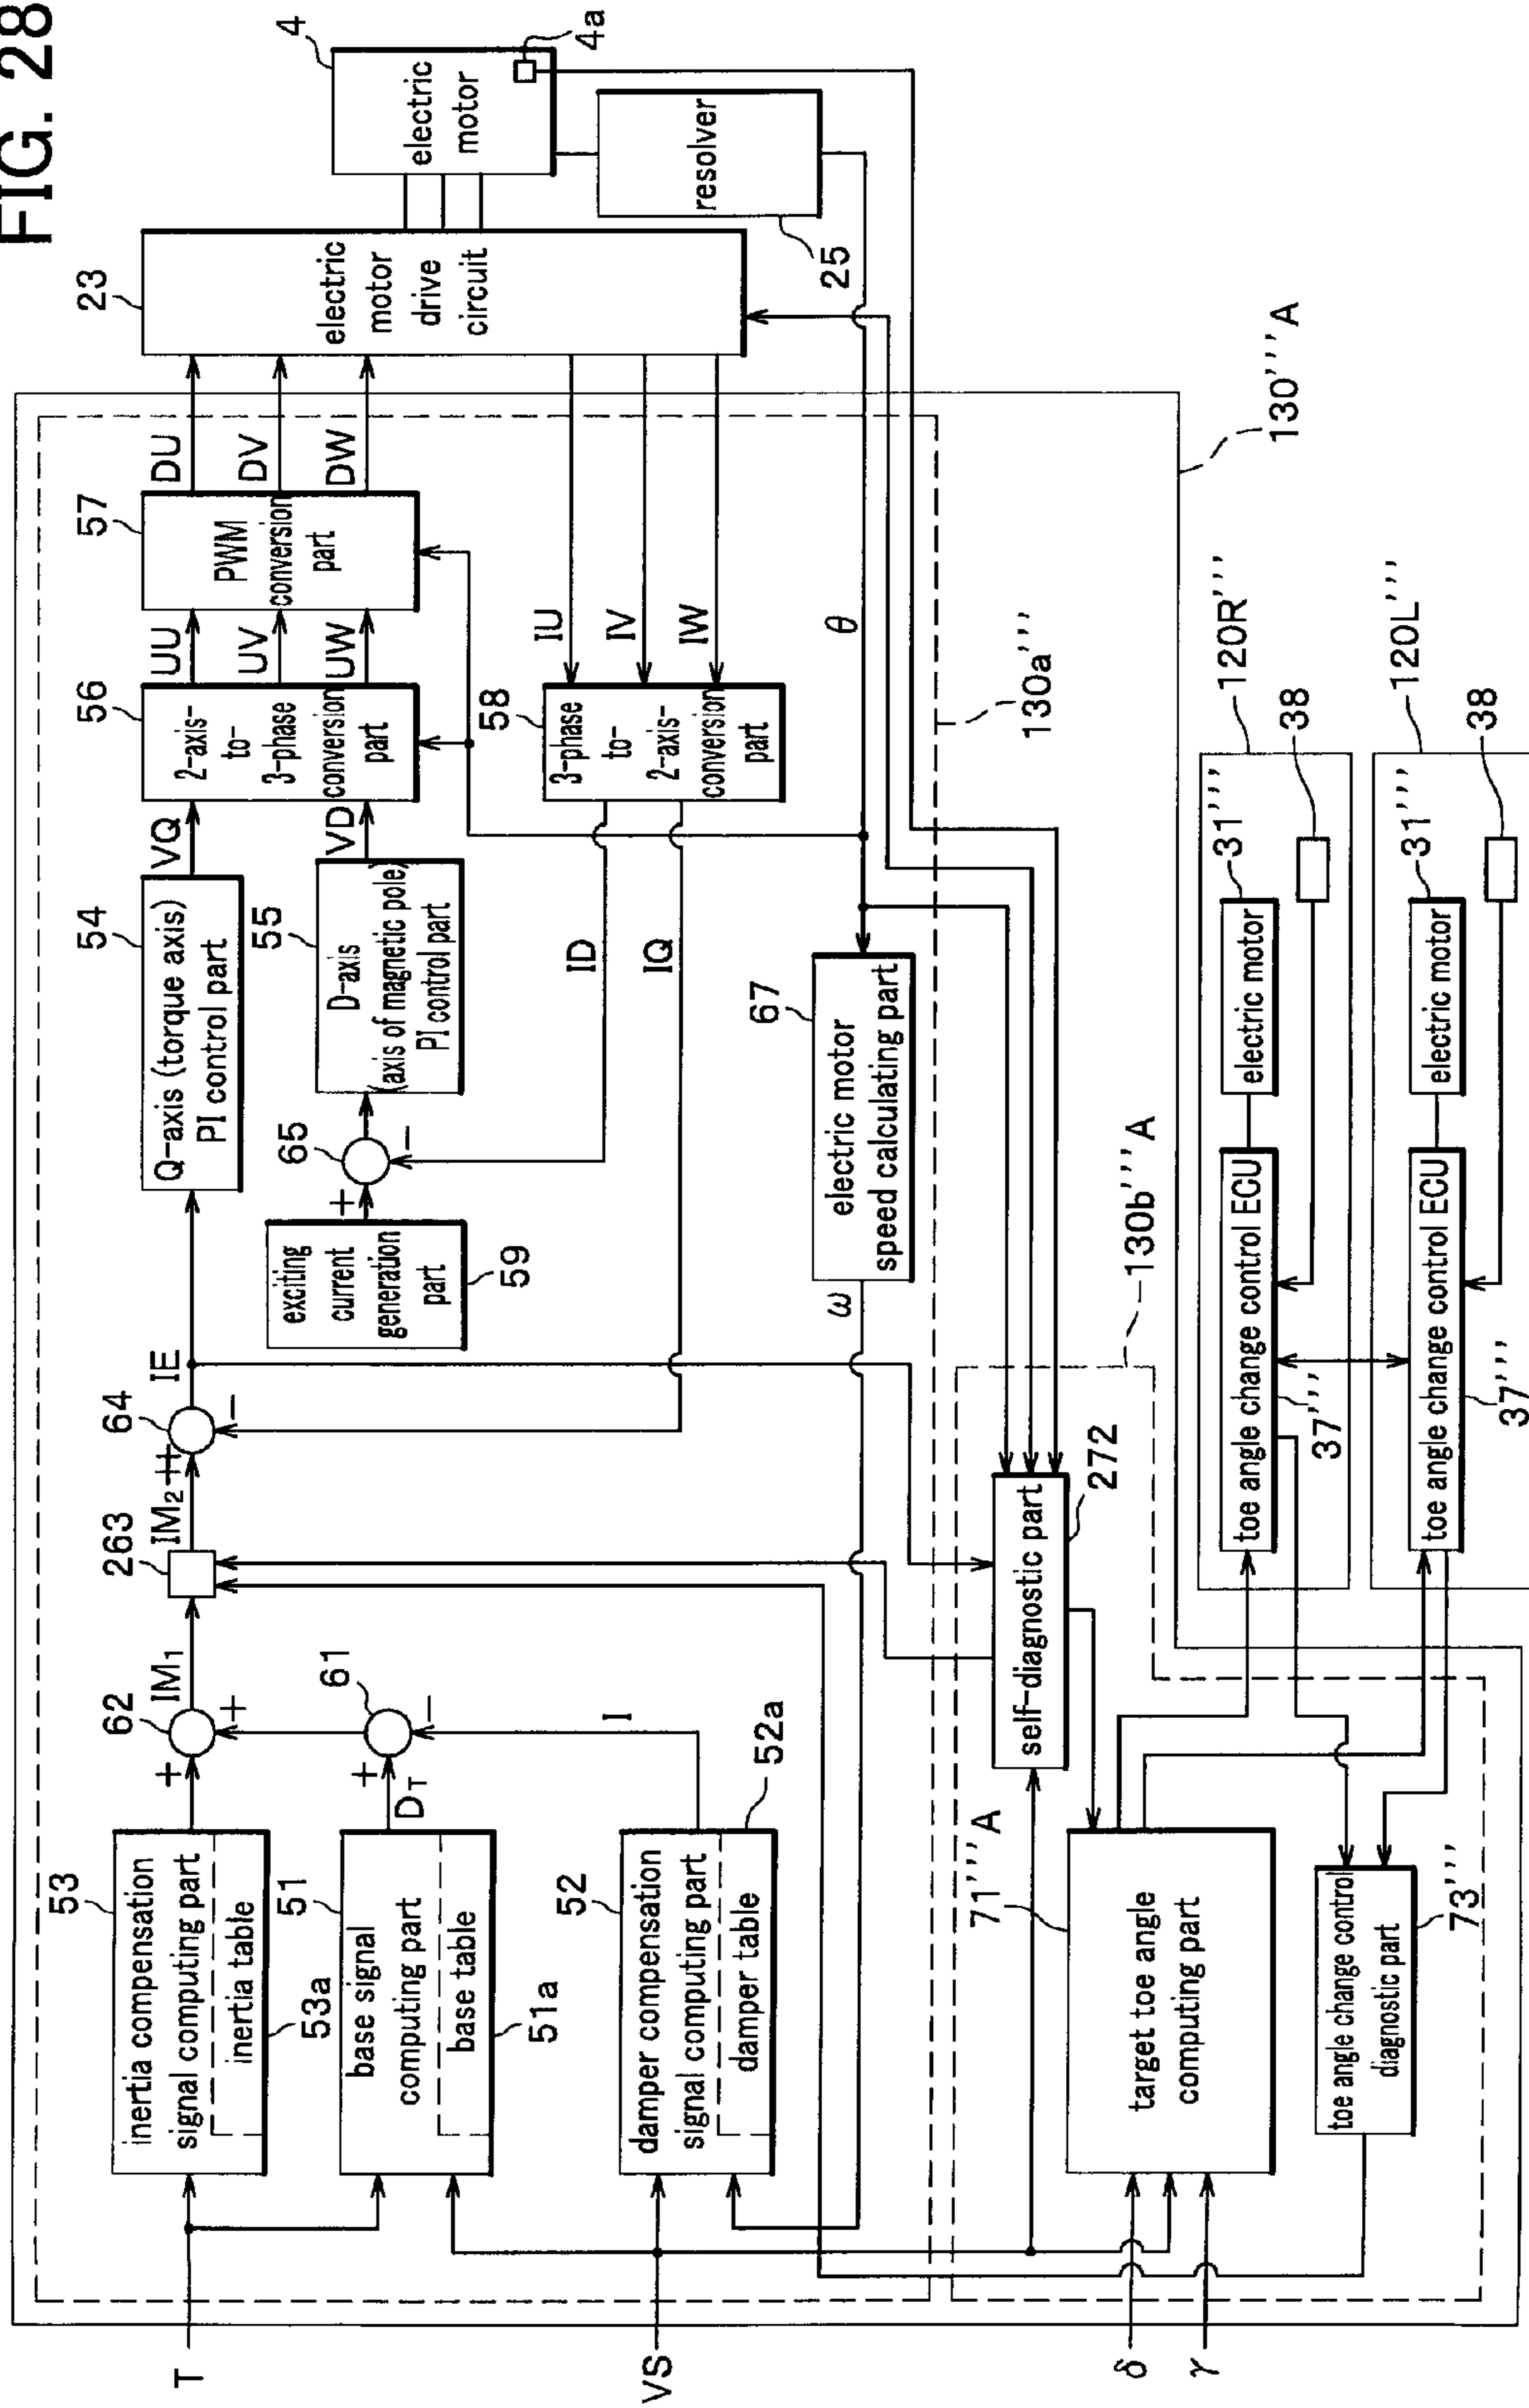 FIG. 28
53
inertia compensation
signal computing part
inertia table
53a
51
base signal
computing part
base table
51a
52
damper compensation
signal computing part
damper table
52a
T
VS
δ
γ
+
62
+
IM₁
+
61
−
D_T
I
263
IM₂
+
64
−
IE
54
Q-axis (torque axis)
PI control part
VQ
exciting
current
generation
part
59
+
65
−
55
D-axis
(axis of magnetic pole)
PI control part
VD
56
2-axis-
to-
3-phase
conversion
part
UU
UV
UW
57
PWM
conversion
part
DU
DV
DW
23
electric
motor
drive
circuit
4
electric
motor
4a
resolver
25
58
3-phase
to-
2-axis-
conversion
part
IU
IV
IW
ID
IQ
θ
67
electric motor
speed calculating part
ω
130a'''
130'''A
130b'''A
self-diagnostic part
272
71'''A
target toe angle
computing part
toe angle change control
diagnostic part
73'''
120R'''
toe angle change control ECU
37'''
electric motor
31'''
38
120L'''
toe angle change control ECU
37'''
electric motor
31'''
38